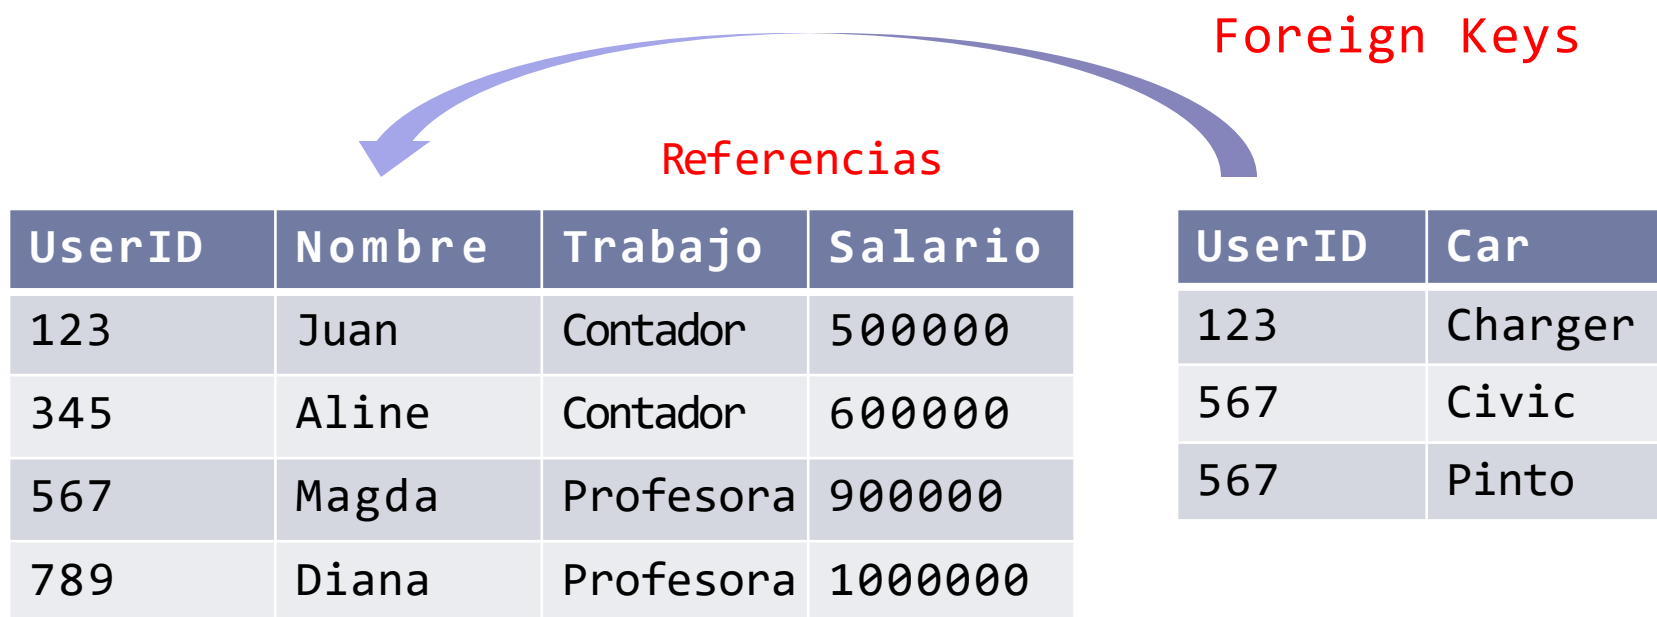 Foreign Keys
Referencias
UserID Nombre Trabajo Salario
123 Juan Contador 500000
345 Aline Contador 600000
567 Magda Profesora 900000
789 Diana Profesora 1000000
UserID Car
123 Charger
567 Civic
567 Pinto